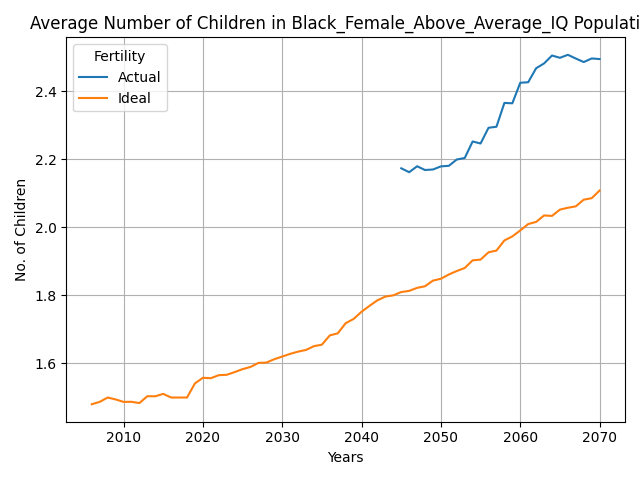 Average Number of Children in Black_Female_Above_Average_IQ Populati
Fertility
Actual
Ideal
No. of Children
2.4
2.2
2.0
1.8
1.6
2010 2020 2030 2040 2050 2060 2070
Years